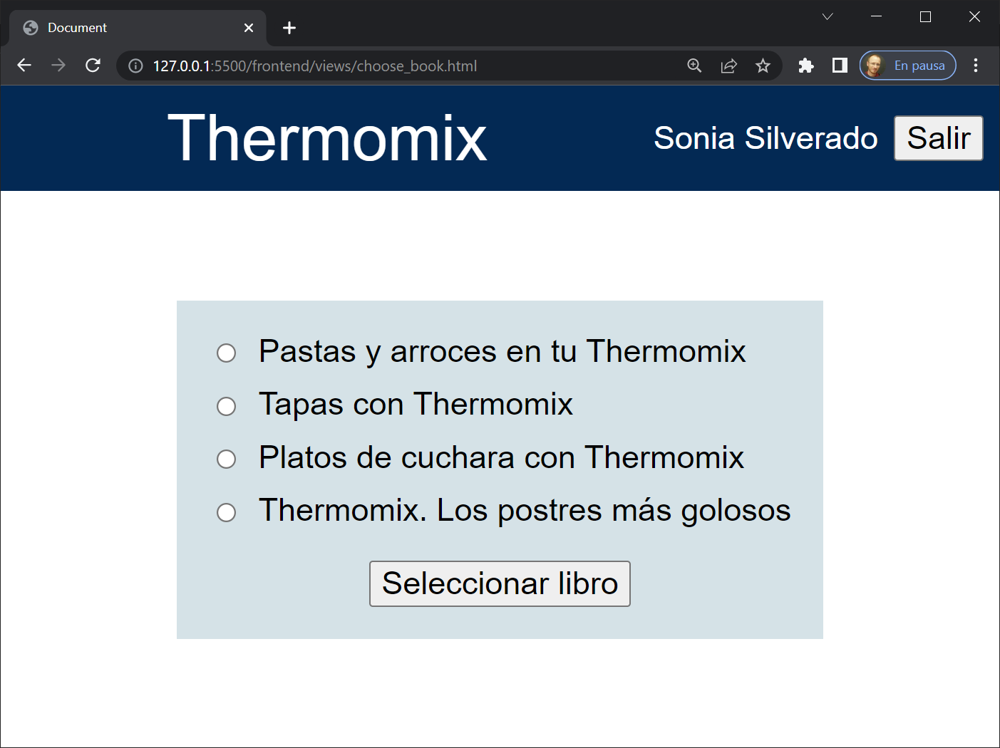 Document
127.0.0.1:5500/frontend/views/choose_book.html
En pausa
Thermomix
Sonia Silverado
Salir
Pastas y arroces en tu Thermomix
Tapas con Thermomix
Platos de cuchara con Thermomix
Thermomix. Los postres más golosos
Seleccionar libro